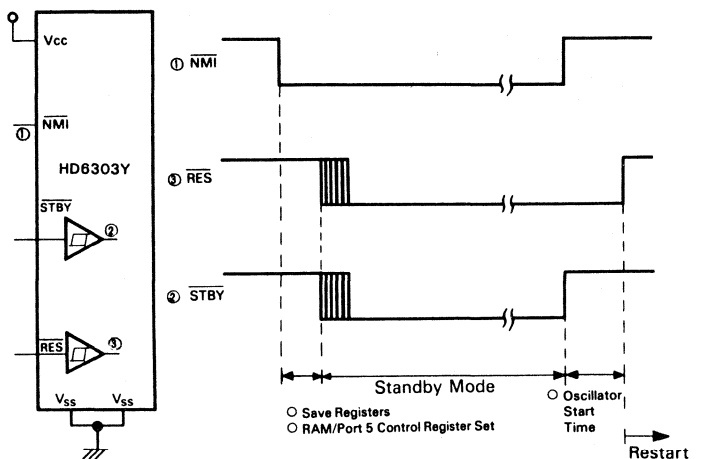 Vcc
① NMI
HD6303Y
STBY
②
RES
③
Vss Vss
① NMI
③ RES
② STBY
Standby Mode
○ Save Registers
○ RAM/Port 5 Control Register Set
○ Oscillator
Start
Time
Restart